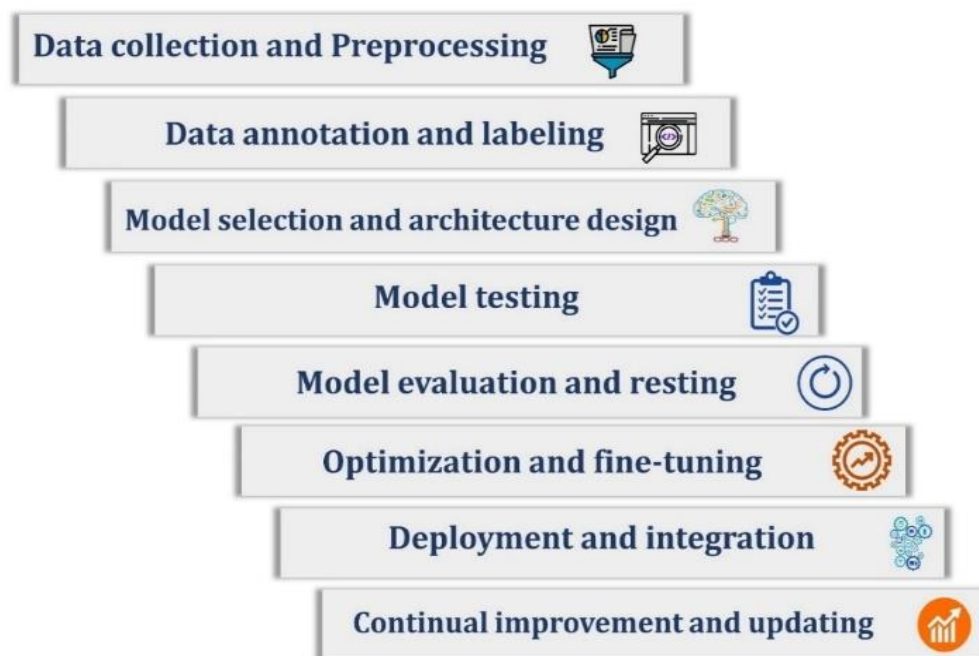 Data collection and Preprocessing
Data annotation and labeling
Model selection and architecture design
Model testing
Model evaluation and resting
Optimization and fine-tuning
Deployment and integration
Continual improvement and updating